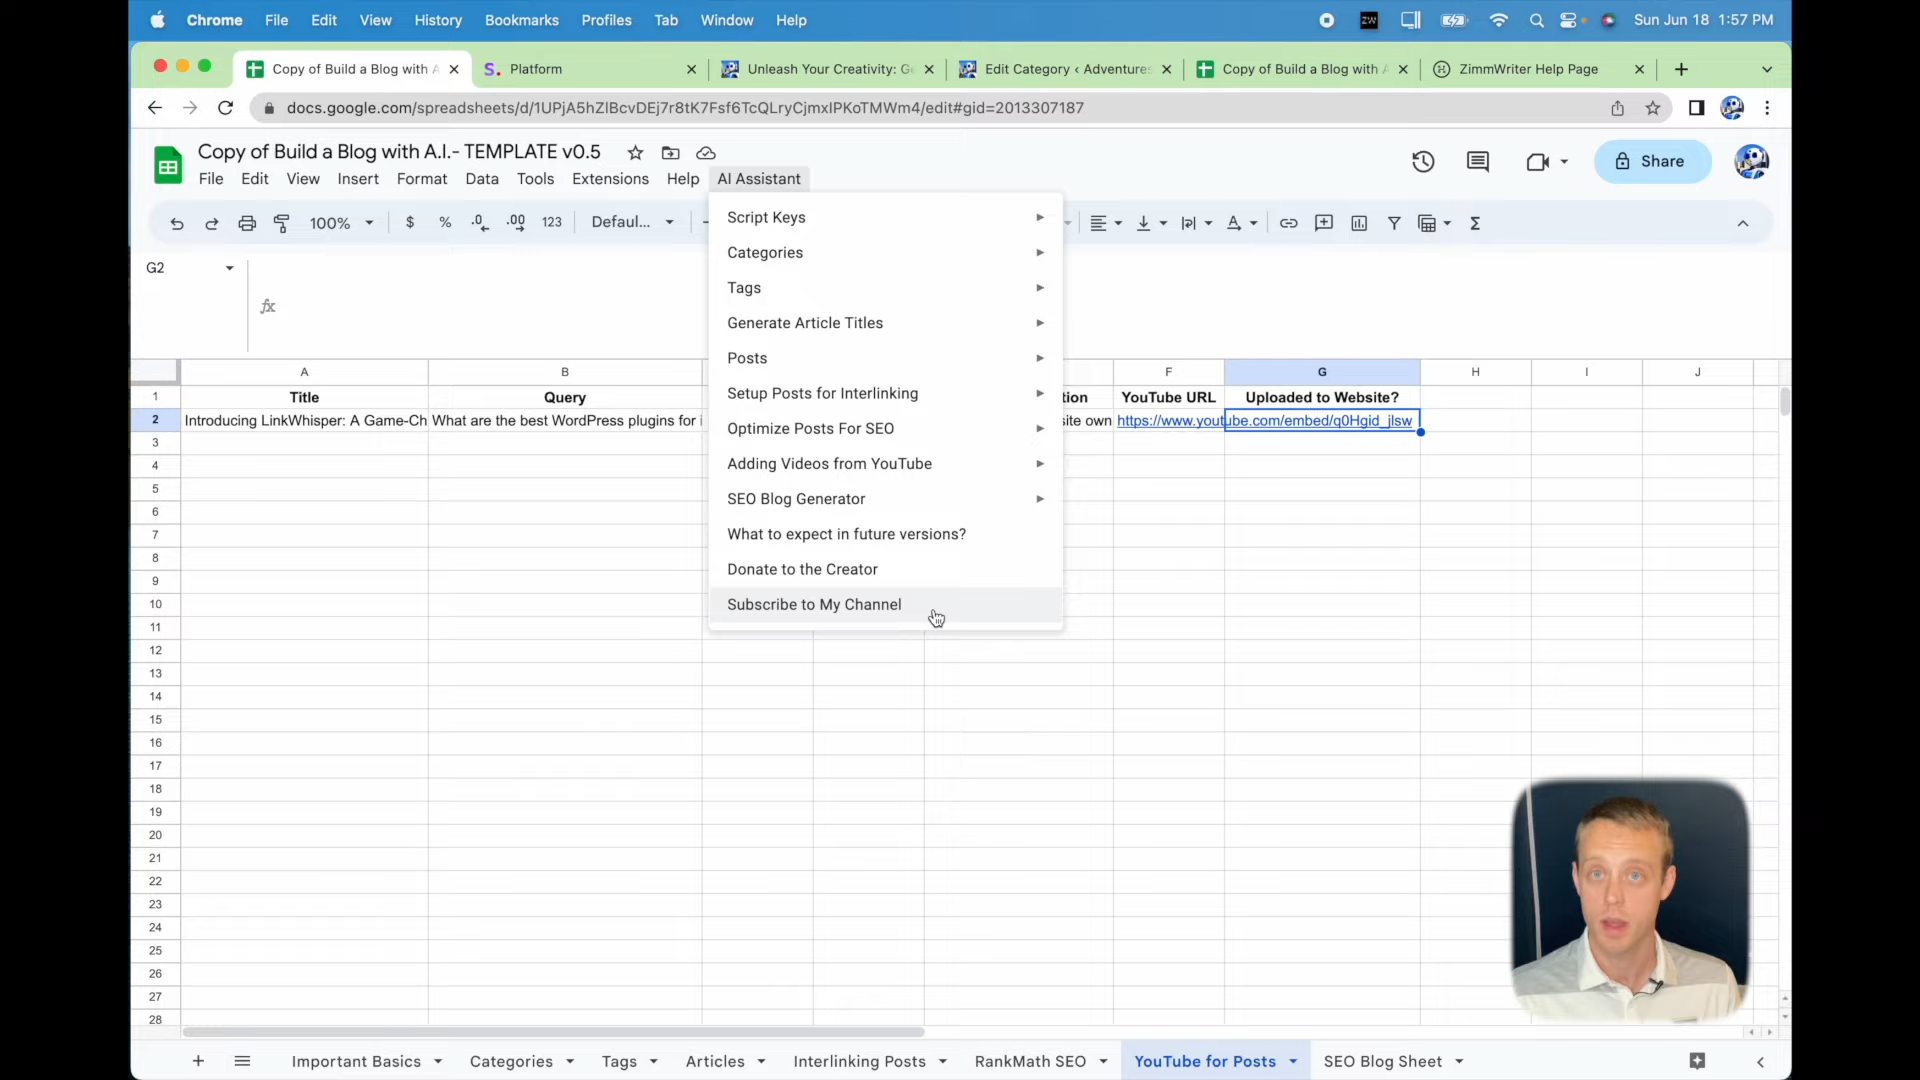 Chrome File Edit View History Bookmarks Profiles Tab Window Help ZW Sun Jun 18 1:57 PM
Copy of Build a Blog with A S. Platform Unleash Your Creativity: Ge Edit Category ‹ Adventures Copy of Build a Blog with A ZimmWriter Help Page
docs.google.com/spreadsheets/d/1UPjA5hZlBcvDEj7r8tK7Fsf6TcQLryCjmxIPKoTMWm4/edit#gid=2013307187
Copy of Build a Blog with A.I.- TEMPLATE v0.5
Share
File Edit View Insert Format Data Tools Extensions Help AI Assistant
100% $ % .0 .00 123 Defaul...
G2
fx
Script Keys
Categories
Tags
Generate Article Titles
Posts
Setup Posts for Interlinking
Optimize Posts For SEO
Adding Videos from YouTube
SEO Blog Generator
What to expect in future versions?
Donate to the Creator
Subscribe to My Channel
A B F G H I J
1 Title Query tion YouTube URL Uploaded to Website?
2 Introducing LinkWhisper: A Game-Ch What are the best WordPress plugins for i site own https://www.youtube.com/embed/q0Hgid_jlsw
3
4
5
6
7
8
9
10
11
12
13
14
15
16
17
18
19
20
21
22
23
24
25
26
27
28
Important Basics Categories Tags Articles Interlinking Posts RankMath SEO YouTube for Posts SEO Blog Sheet